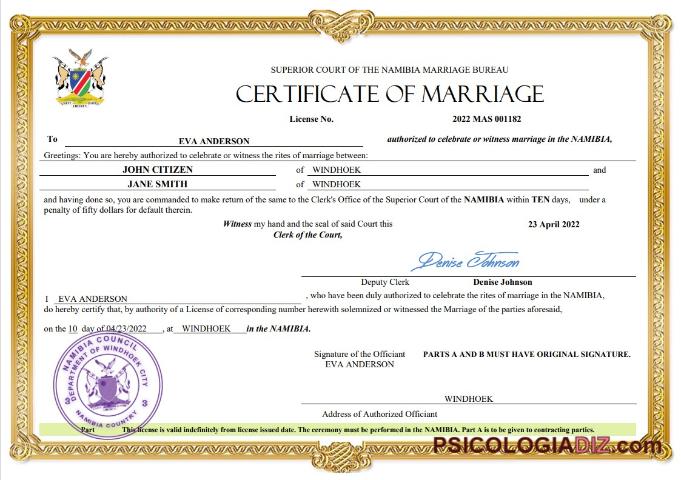 SUPERIOR COURT OF THE NAMIBIA MARRIAGE BUREAU
CERTIFICATE OF MARRIAGE
License No. 2022 MAS 001182
To EVA ANDERSON authorized to celebrate or witness marriage in the NAMIBIA,
Greetings: You are hereby authorized to celebrate or witness the rites of marriage between:
JOHN CITIZEN of WINDHOEK and
JANE SMITH of WINDHOEK
and having done so, you are commanded to make return of the same to the Clerk's Office of the Superior Court of the NAMIBIA within TEN days, under a
penalty of fifty dollars for default therein.
Witness my hand and the seal of said Court this 23 April 2022
Clerk of the Court,
Denise Johnson
Deputy Clerk Denise Johnson
I EVA ANDERSON , who have been duly authorized to celebrate the rites of marriage in the NAMIBIA,
do hereby certify that, by authority of a License of corresponding number herewith solemnized or witnessed the Marriage of the parties aforesaid,
on the 10 day of 04/23/2022 , at WINDHOEK in the NAMIBIA.
NAMIBIA COUNCIL
DEPARTMENT OF WINDHOEK CITY
3 3
NAMIBIA COUNTRY
Signature of the Officiant PARTS A AND B MUST HAVE ORIGINAL SIGNATURE.
EVA ANDERSON
WINDHOEK
Address of Authorized Officiant
Part This license is valid indefinitely from license issued date. The ceremony must be performed in the NAMIBIA. Part A is to be given to contracting parties.
PSICOLOGIADIZ.com